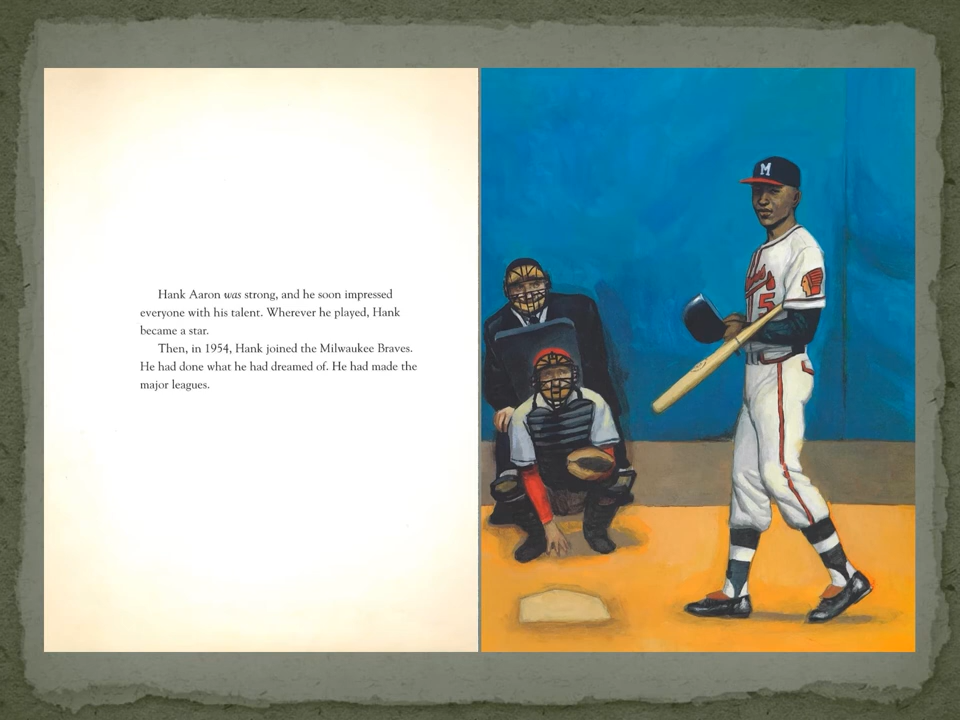 Hank Aaron was strong, and he soon impressed
everyone with his talent. Wherever he played, Hank
became a star.
Then, in 1954, Hank joined the Milwaukee Braves.
He had done what he had dreamed of. He had made the
major leagues.
M
5